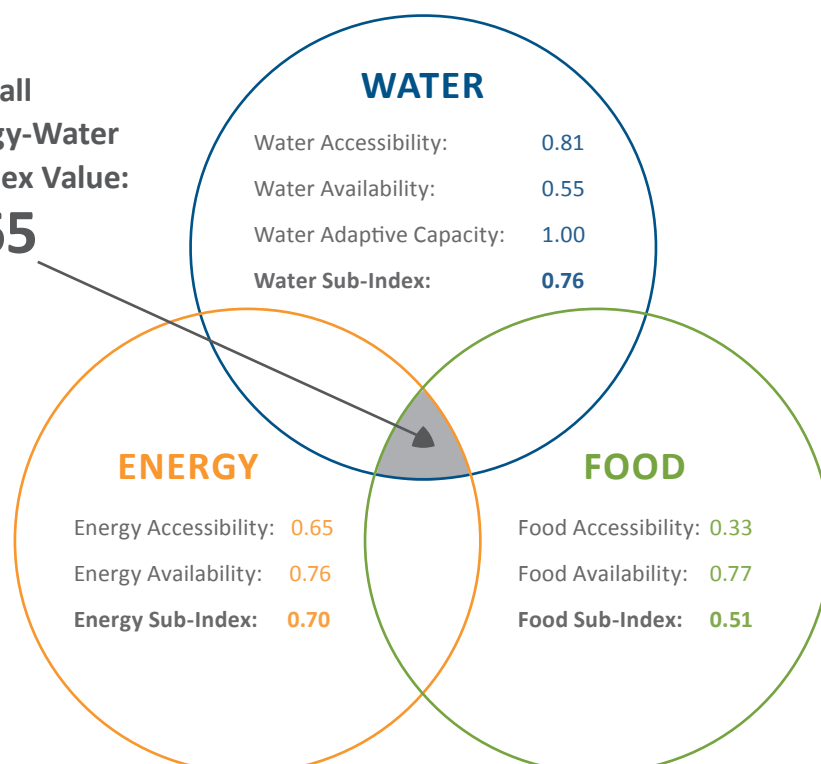 all
gy-Water
ex Value:
55
WATER
Water Accessibility: 0.81
Water Availability: 0.55
Water Adaptive Capacity: 1.00
Water Sub-Index: 0.76
ENERGY
Energy Accessibility: 0.65
Energy Availability: 0.76
Energy Sub-Index: 0.70
FOOD
Food Accessibility: 0.33
Food Availability: 0.77
Food Sub-Index: 0.51